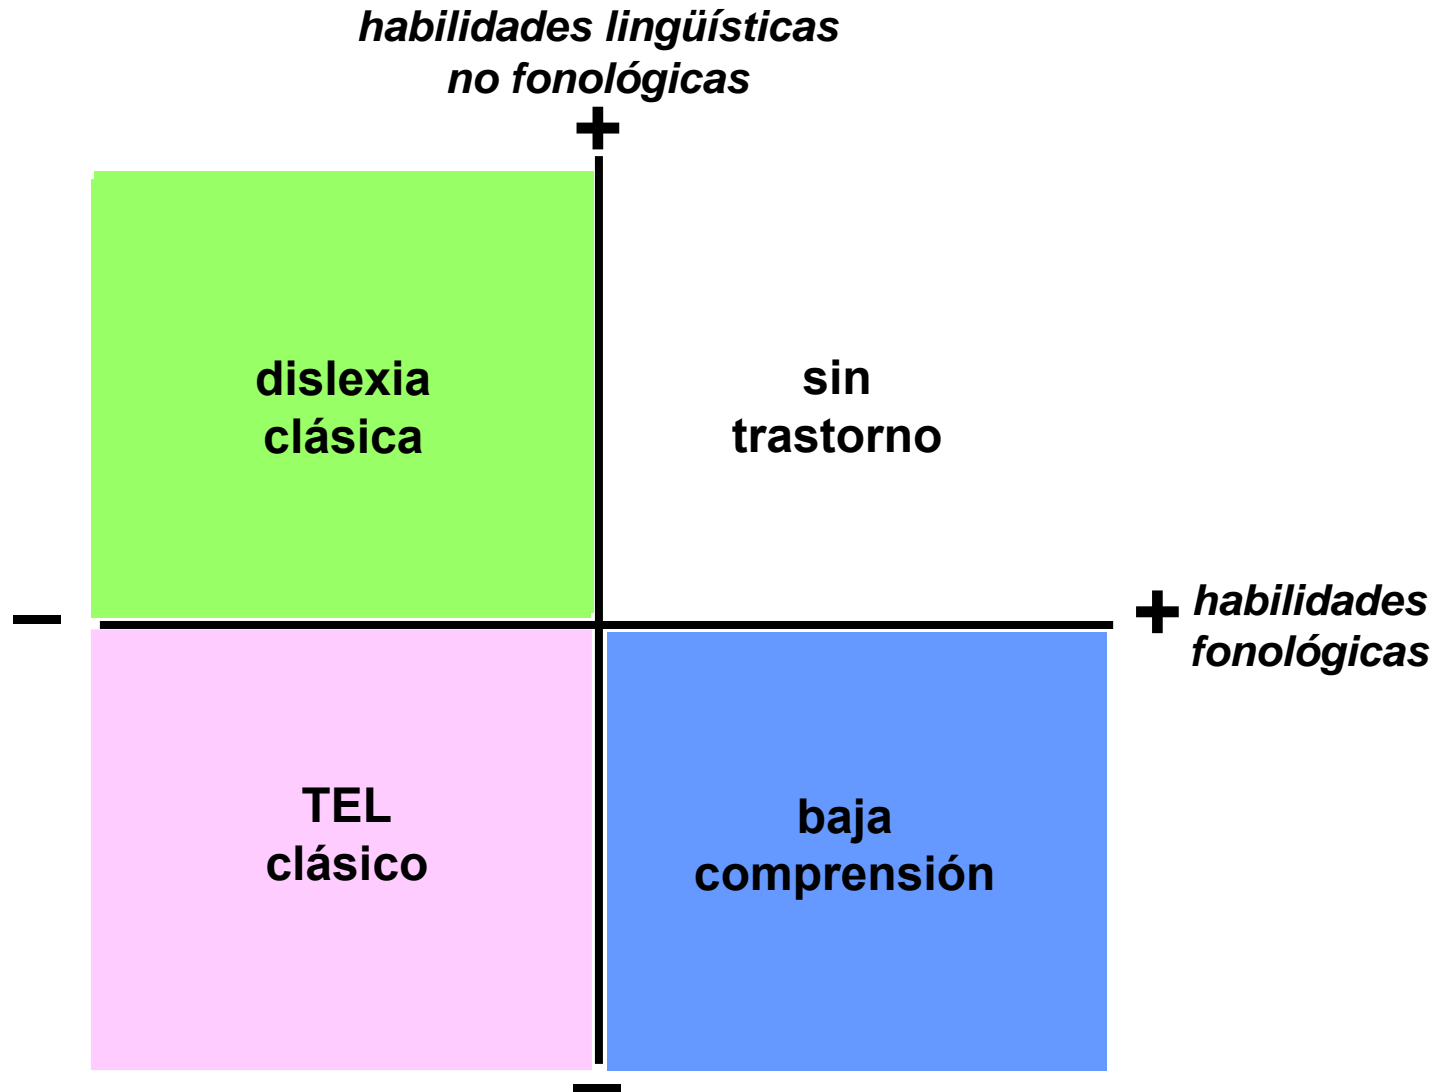 habilidades lingüísticas
no fonológicas
+
dislexia
clásica
sin
trastorno
–
+ habilidades
fonológicas
TEL
clásico
baja
comprensión
–